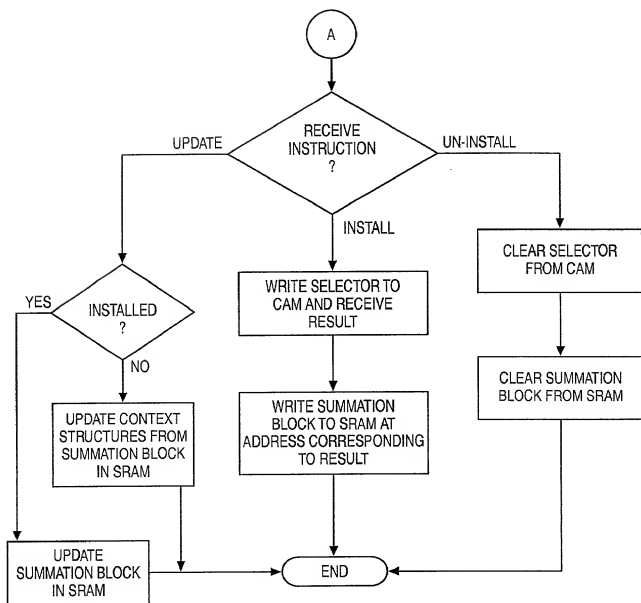 A
RECEIVE
INSTRUCTION
?
UPDATE
UN-INSTALL
INSTALL
INSTALLED
?
YES
NO
WRITE SELECTOR TO
CAM AND RECEIVE
RESULT
CLEAR SELECTOR
FROM CAM
UPDATE CONTEXT
STRUCTURES FROM
SUMMATION BLOCK
IN SRAM
WRITE SUMMATION
BLOCK TO SRAM AT
ADDRESS CORRESPONDING
TO RESULT
CLEAR SUMMATION
BLOCK FROM SRAM
UPDATE
SUMMATION BLOCK
IN SRAM
END